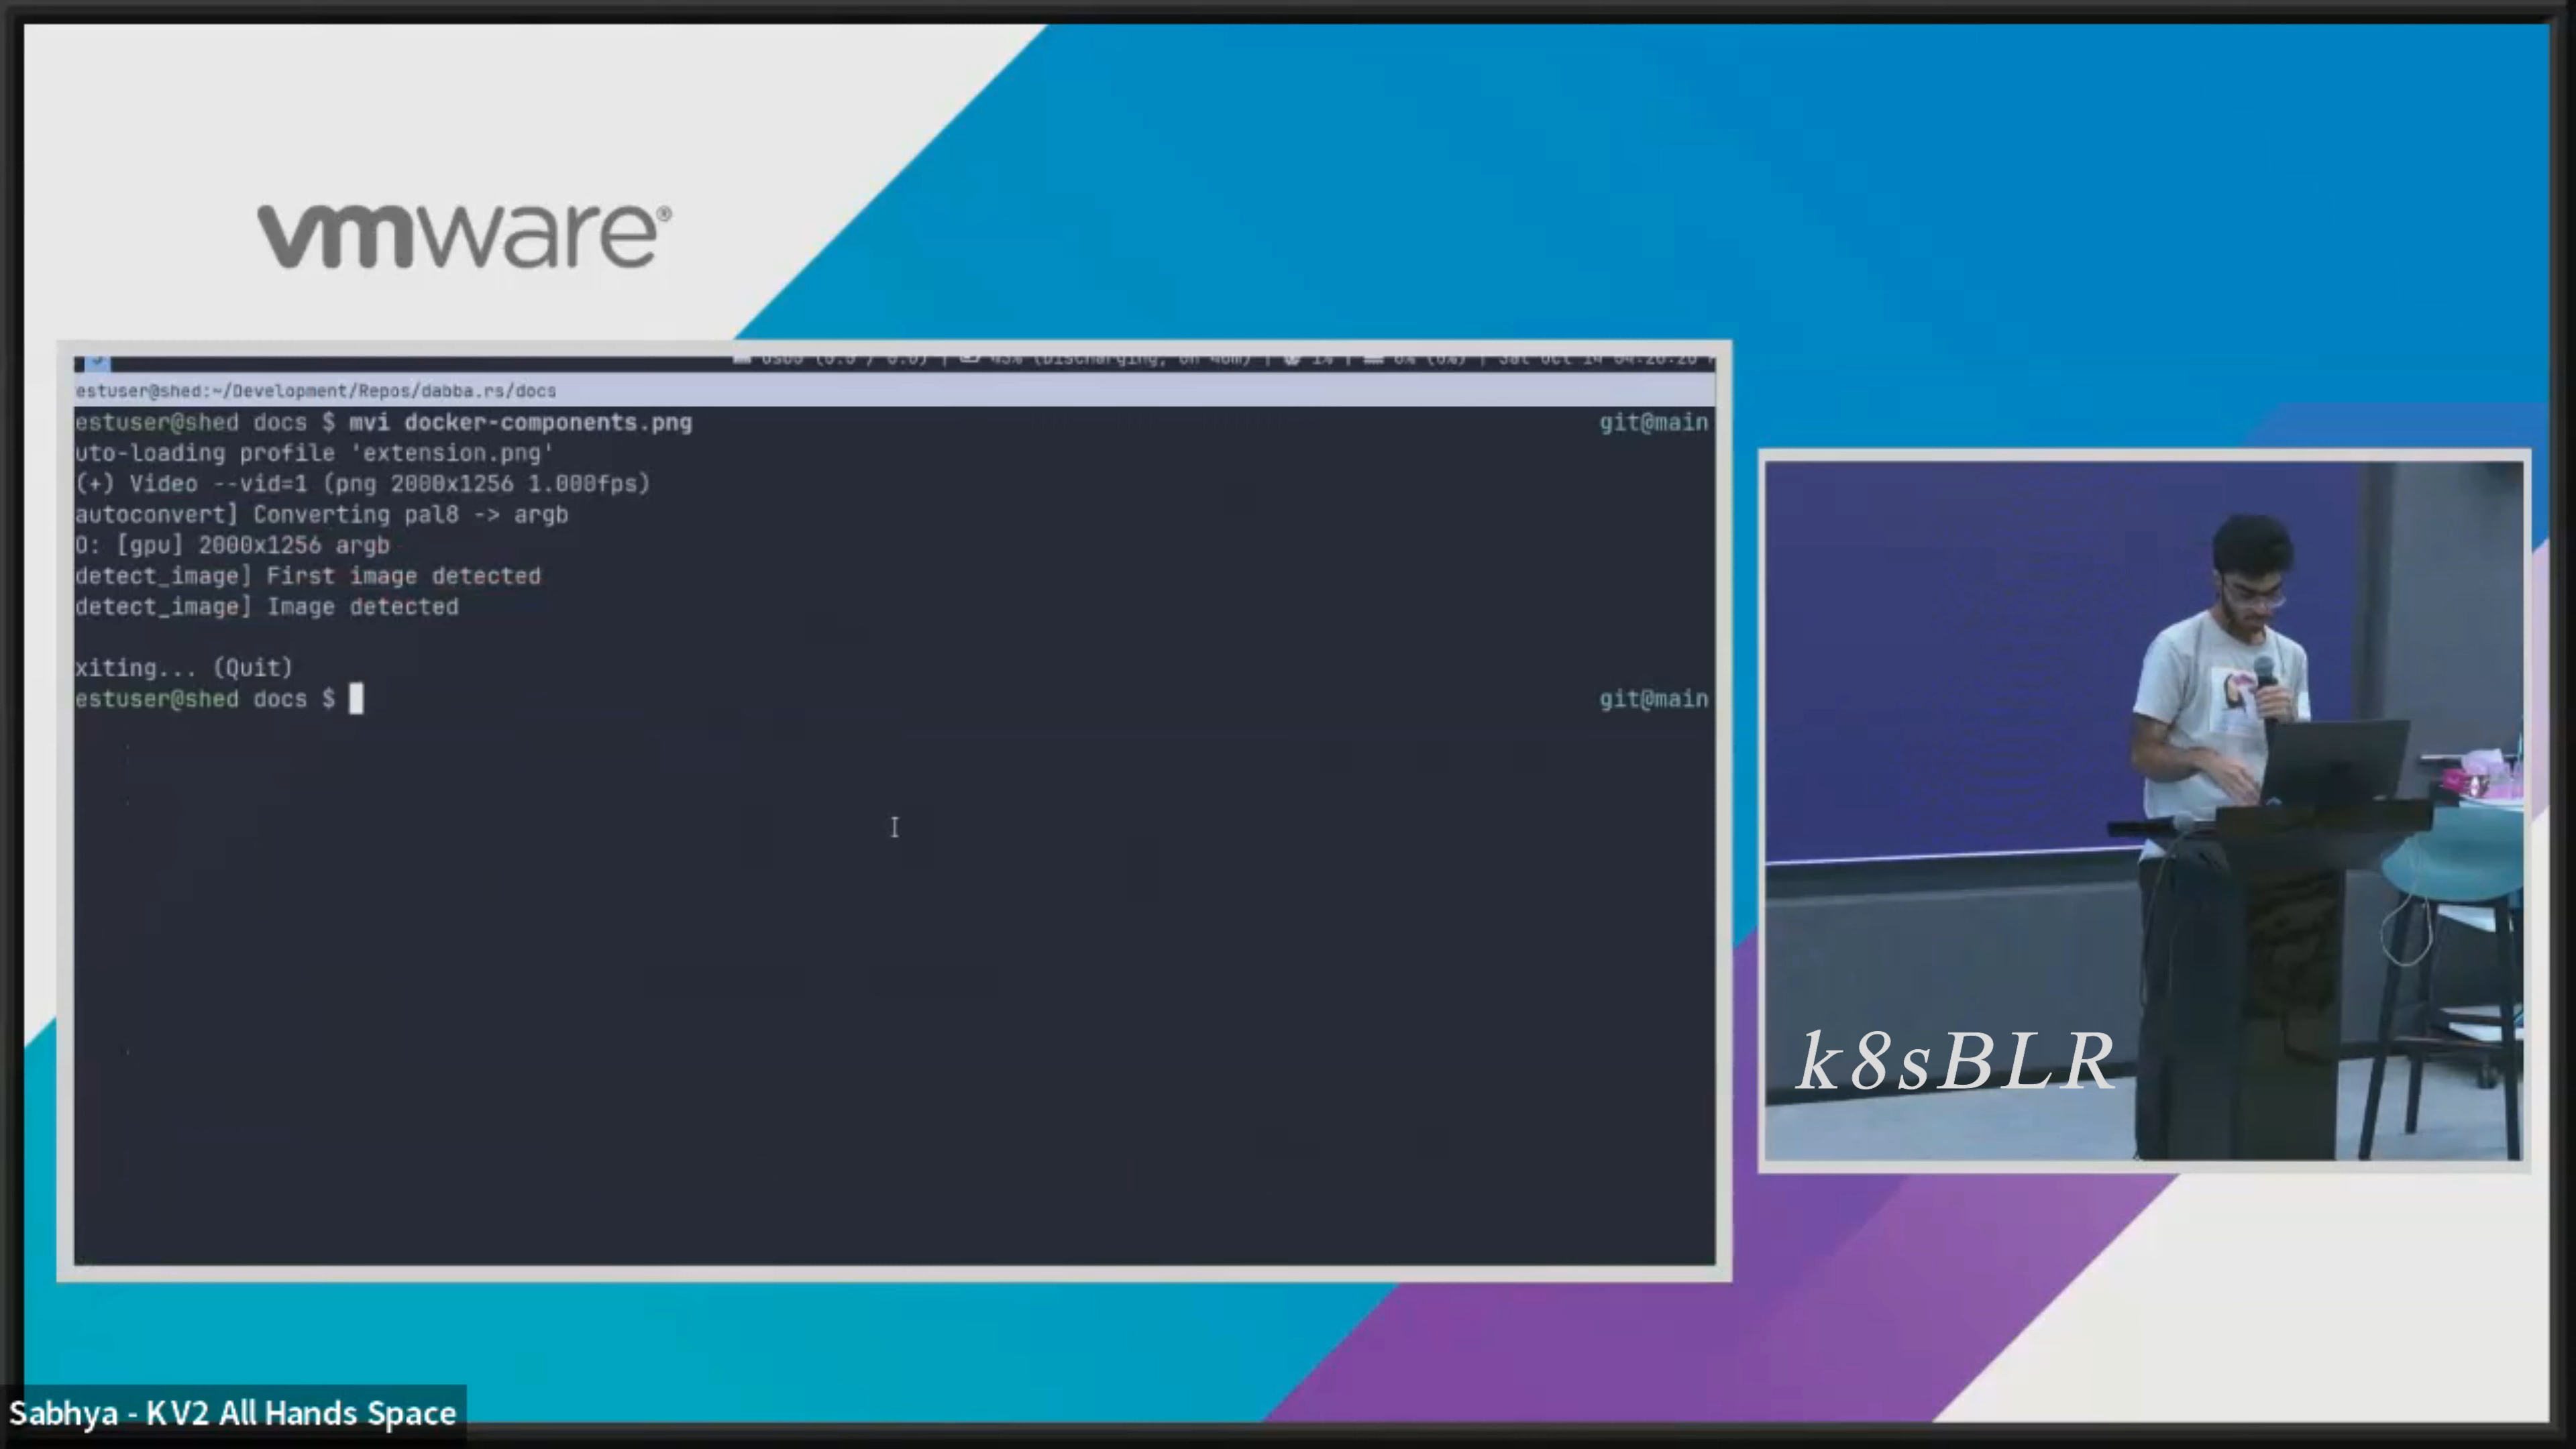 vmware®
estuser@shed:~/Development/Repos/dabba.rs/docs
estuser@shed docs $ mvi docker-components.png git@main
uto-loading profile 'extension.png'
(+) Video --vid=1 (png 2000x1256 1.000fps)
autoconvert] Converting pal8 -> argb
O: [gpu] 2000x1256 argb
detect_image] First image detected
detect_image] Image detected
xiting... (Quit)
estuser@shed docs $ git@main
k8sBLR
Sabhya - KV2 All Hands Space